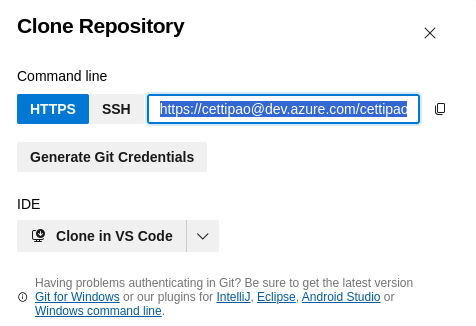 Clone Repository
Command line
HTTPS SSH https://cettipao@dev.azure.com/cettipao
Generate Git Credentials
IDE
Clone in VS Code
Having problems authenticating in Git? Be sure to get the latest version
Git for Windows or our plugins for IntelliJ, Eclipse, Android Studio or
Windows command line.